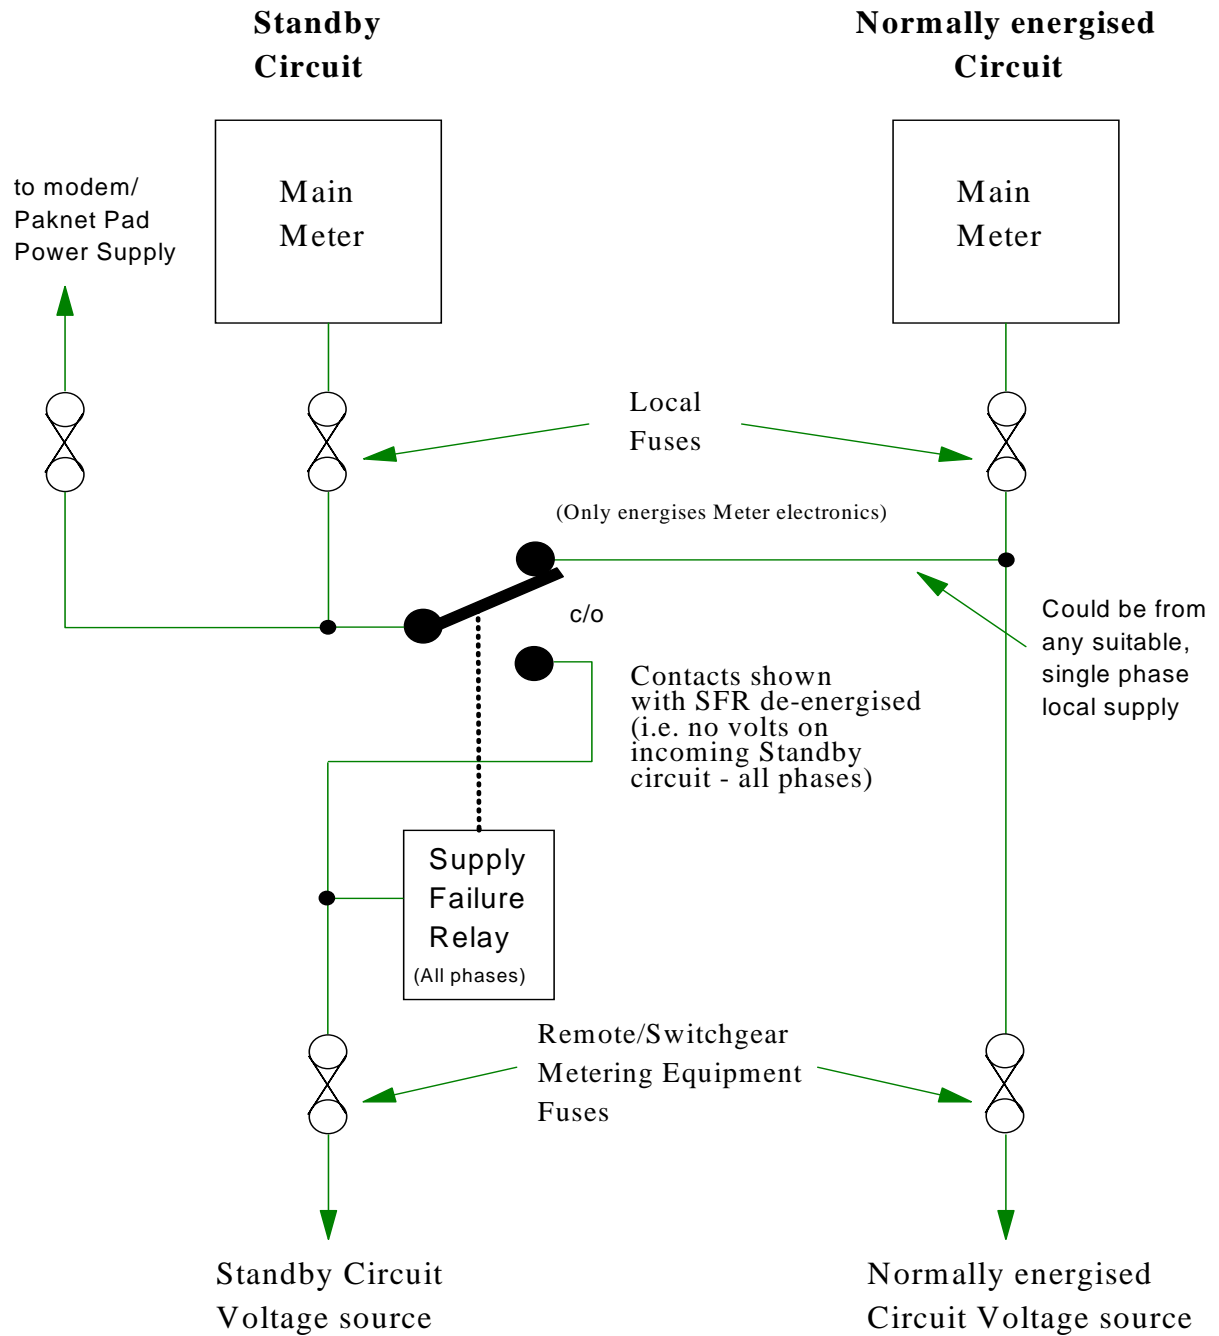 Standby
Circuit
Normally energised
Circuit
to modem/
Paknet Pad
Power Supply
Main
Meter
Main
Meter
Local
Fuses
(Only energises Meter electronics)
c/o
Could be from
any suitable,
single phase
local supply
Contacts shown
with SFR de-energised
(i.e. no volts on
incoming Standby
circuit - all phases)
Supply
Failure
Relay
(All phases)
Remote/Switchgear
Metering Equipment
Fuses
Standby Circuit
Voltage source
Normally energised
Circuit Voltage source